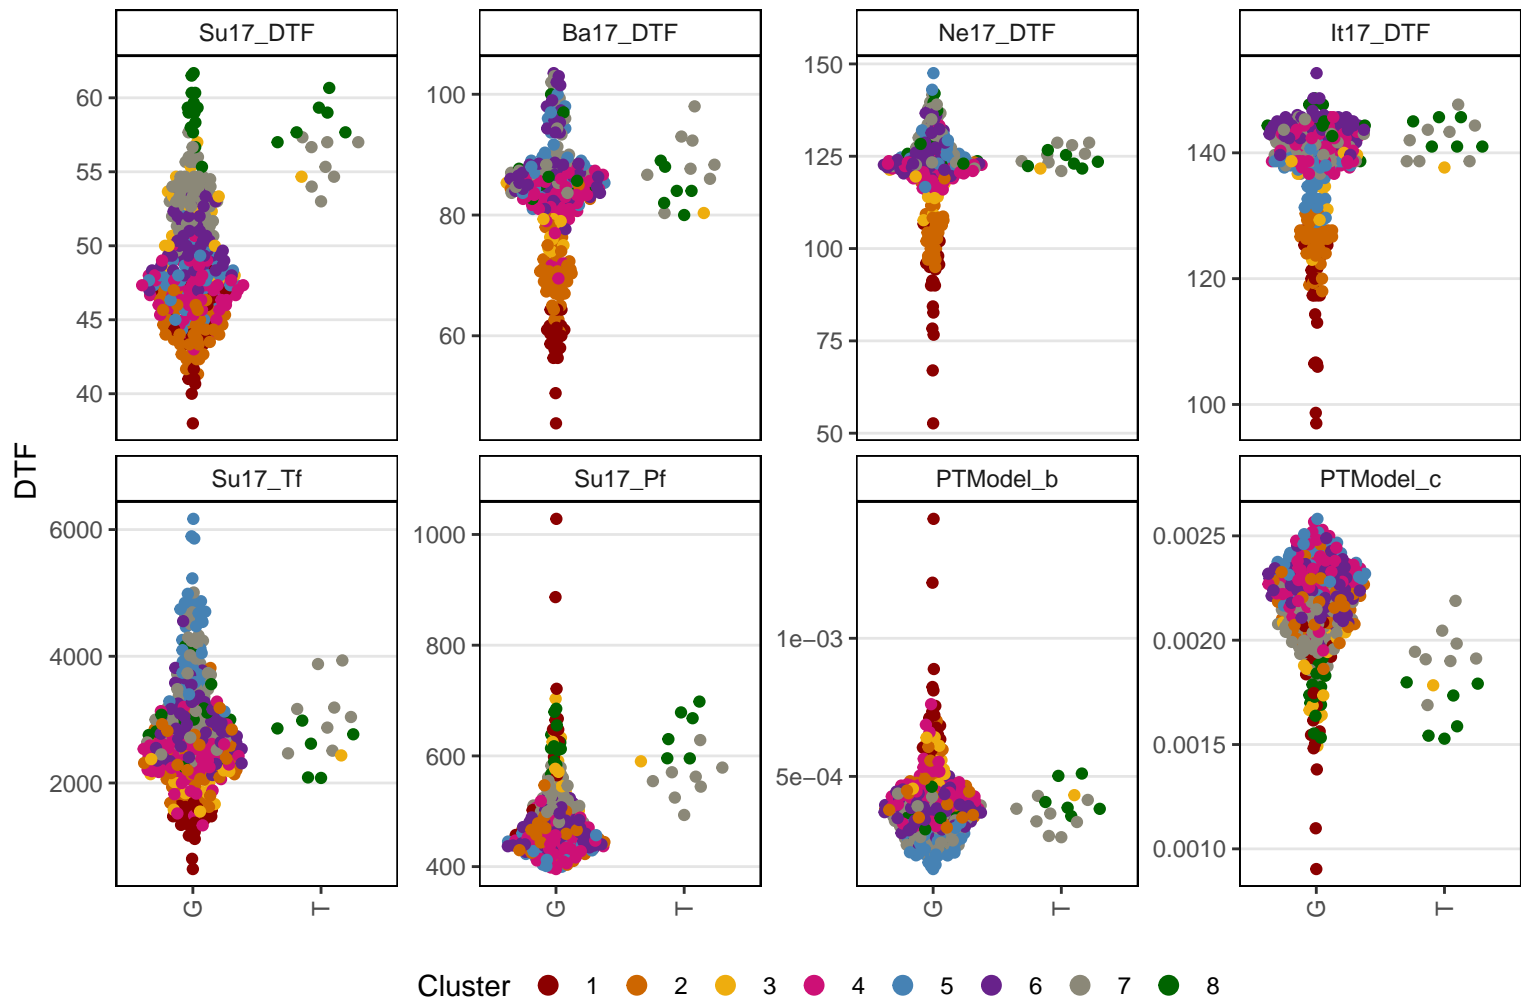 Su17_DTF
Ba17_DTF
Ne17_DTF
It17_DTF
60
55
50
45
40
100
80
60
150
125
100
75
50
140
120
100
DTF
Su17_Tf
Su17_Pf
PTModel_b
PTModel_c
6000
4000
2000
1000
800
600
400
1e−03
5e−04
0.0025
0.0020
0.0015
0.0010
G T
G T
G T
G T
Cluster 1 2 3 4 5 6 7 8